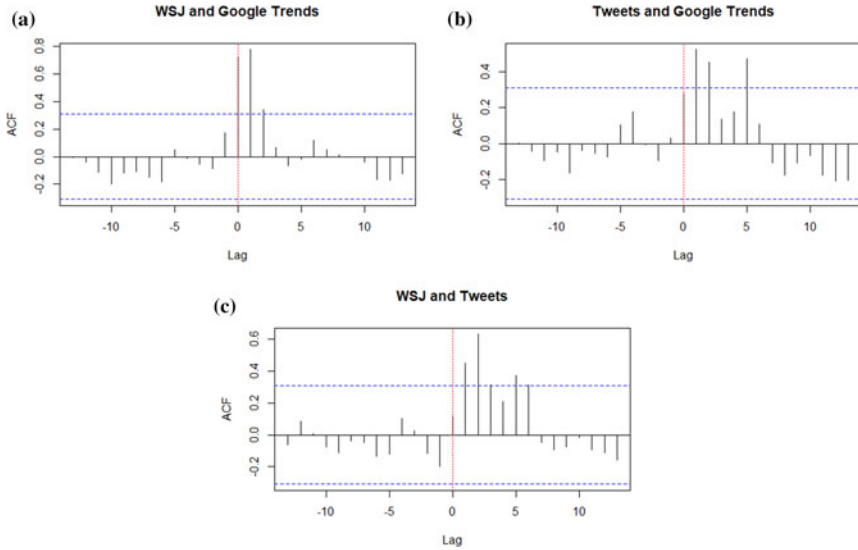 (a)
WSJ and Google Trends
ACF
0.8
0.6
0.4
0.2
0.0
-0.2
-10 -5 0 5 10
Lag
(b)
Tweets and Google Trends
ACF
0.4
0.2
0.0
-0.2
-10 -5 0 5 10
Lag
(c)
WSJ and Tweets
ACF
0.6
0.4
0.2
0.0
-0.2
-10 -5 0 5 10
Lag